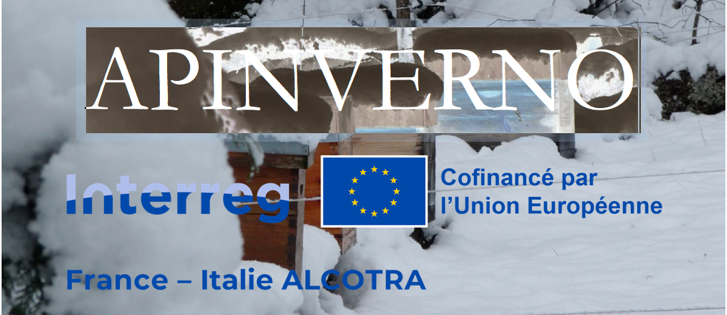 APINVERNO
Interreg
Cofinancé par
l'Union Européenne
France – Italie ALCOTRA